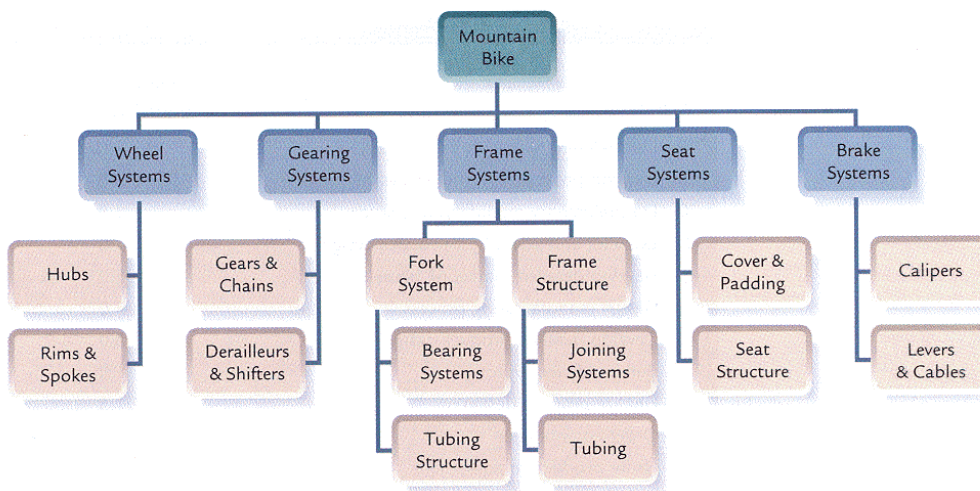 Mountain
Bike
Wheel
Systems
Gearing
Systems
Frame
Systems
Seat
Systems
Brake
Systems
Hubs
Gears &
Chains
Fork
System
Frame
Structure
Cover &
Padding
Calipers
Rims &
Spokes
Derailleurs
& Shifters
Bearing
Systems
Joining
Systems
Seat
Structure
Levers
& Cables
Tubing
Structure
Tubing